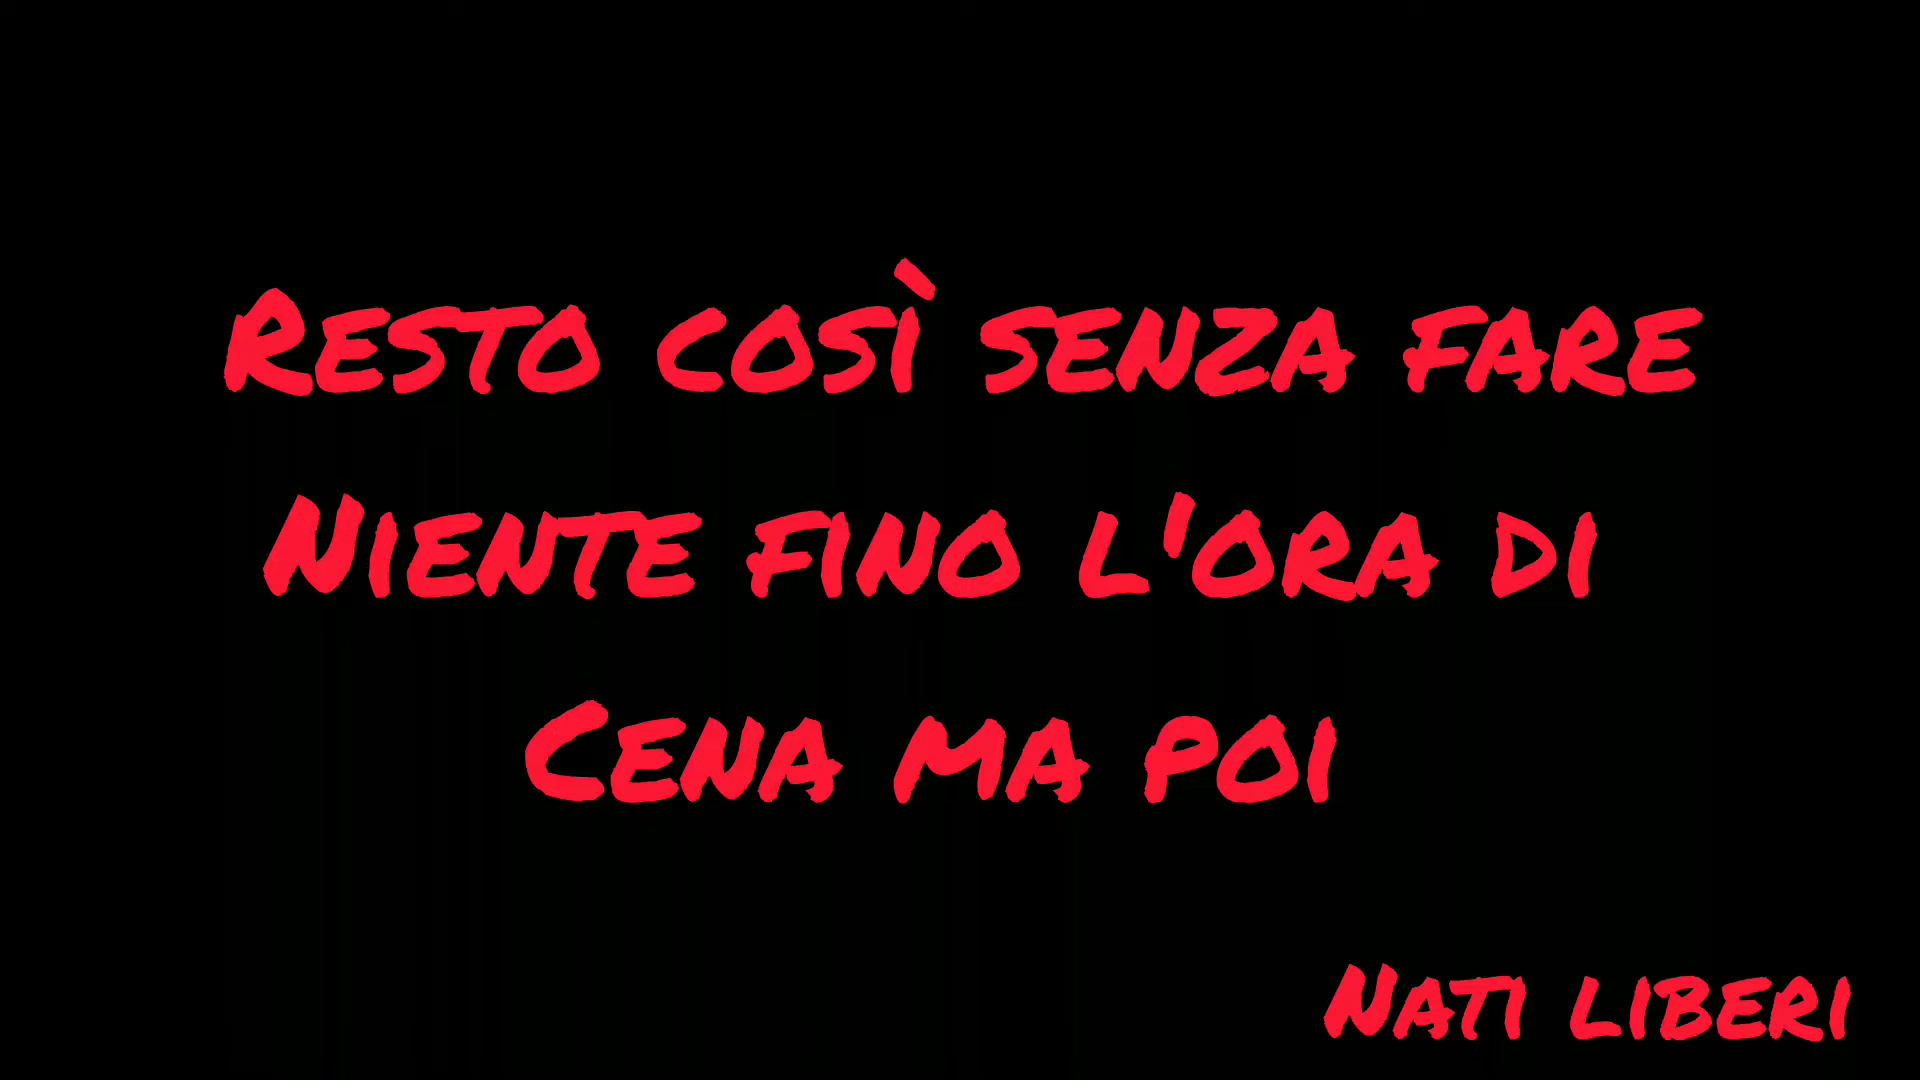 Resto così senza fare
Niente fino l'ora di
Cena ma poi
Nati liberi